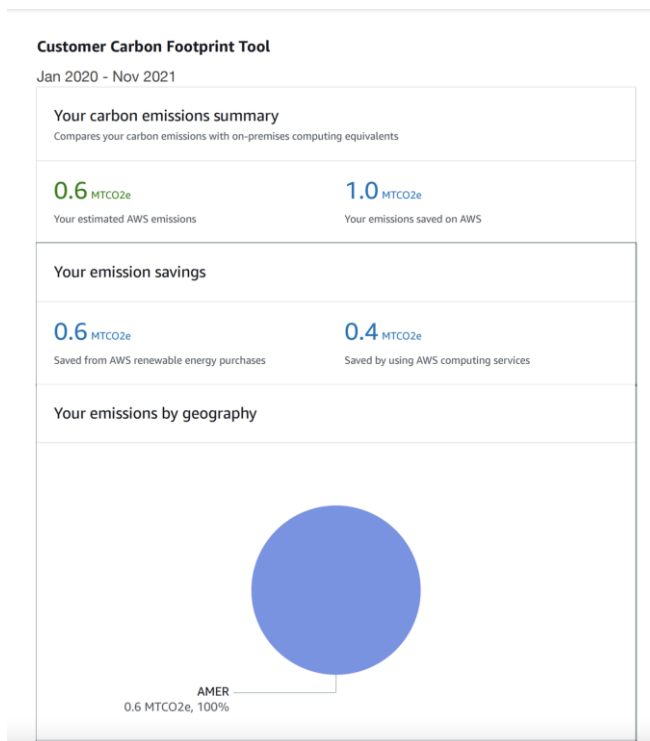 Customer Carbon Footprint Tool
Jan 2020 - Nov 2021
Your carbon emissions summary
Compares your carbon emissions with on-premises computing equivalents
0.6 MTCO2e
Your estimated AWS emissions
1.0 MTCO2e
Your emissions saved on AWS
Your emission savings
0.6 MTCO2e
Saved from AWS renewable energy purchases
0.4 MTCO2e
Saved by using AWS computing services
Your emissions by geography
AMER
0.6 MTCO2e, 100%